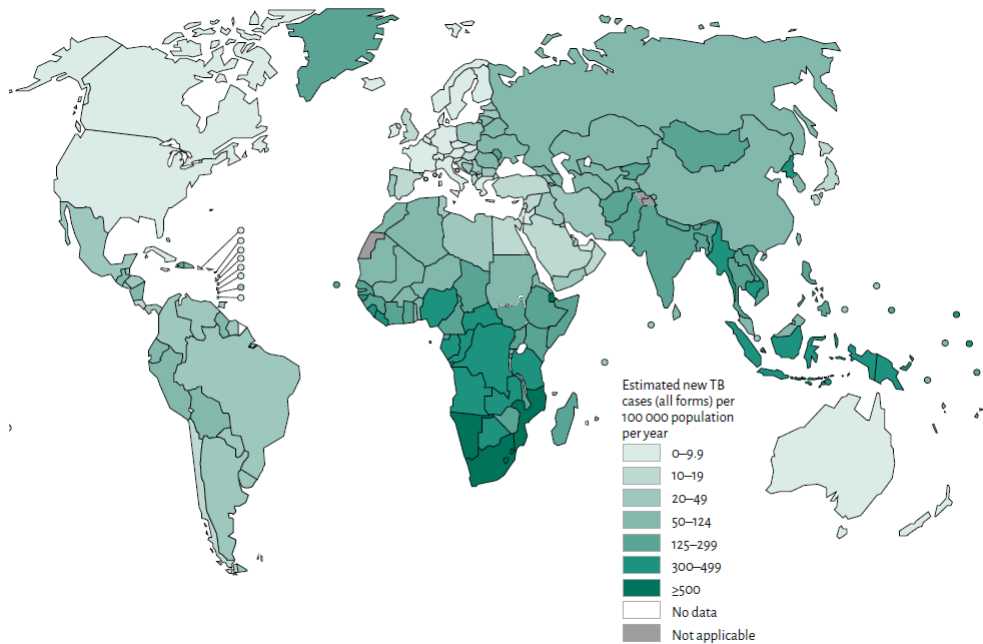 Estimated new TB
cases (all forms) per
100 000 population
per year
0–9.9
10–19
20–49
50–124
125–299
300–499
≥500
No data
Not applicable